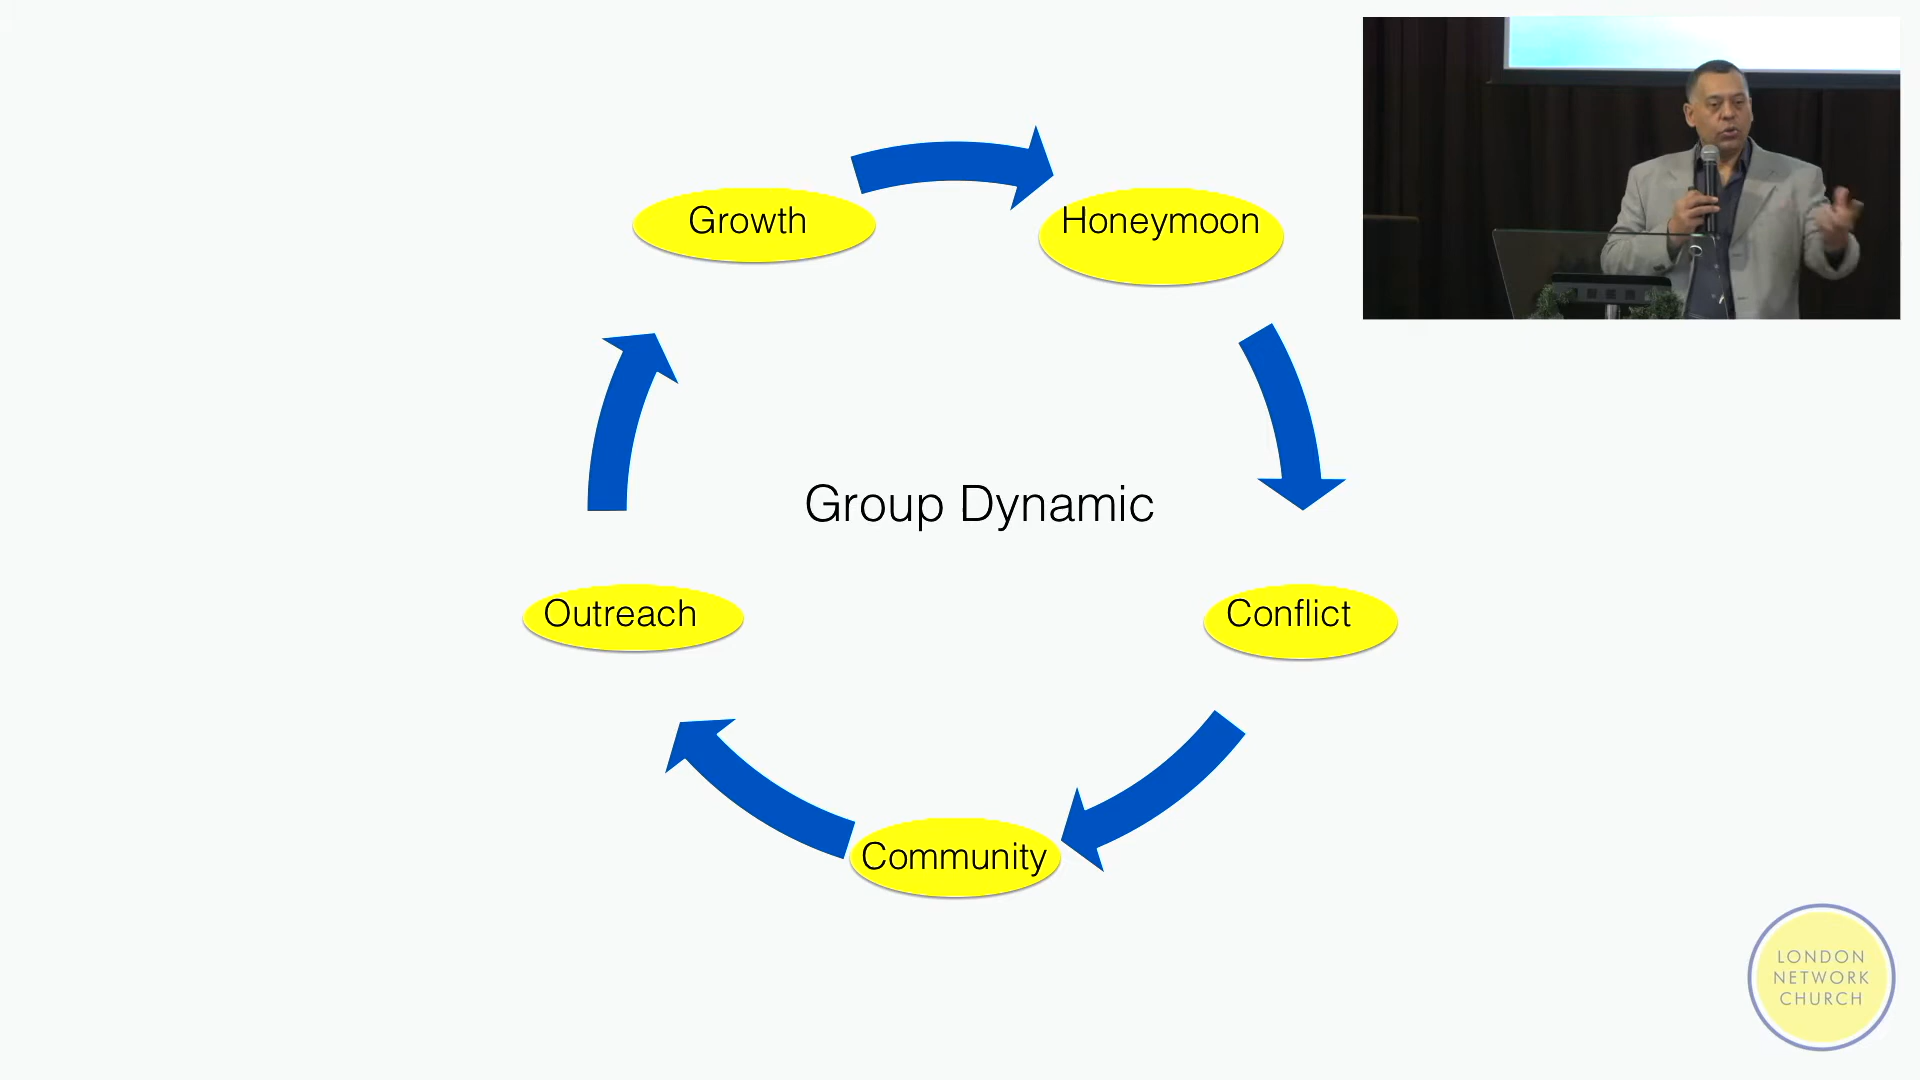 Growth
Honeymoon
Group Dynamic
Outreach
Conflict
Community
LONDON
NETWORK
CHURCH